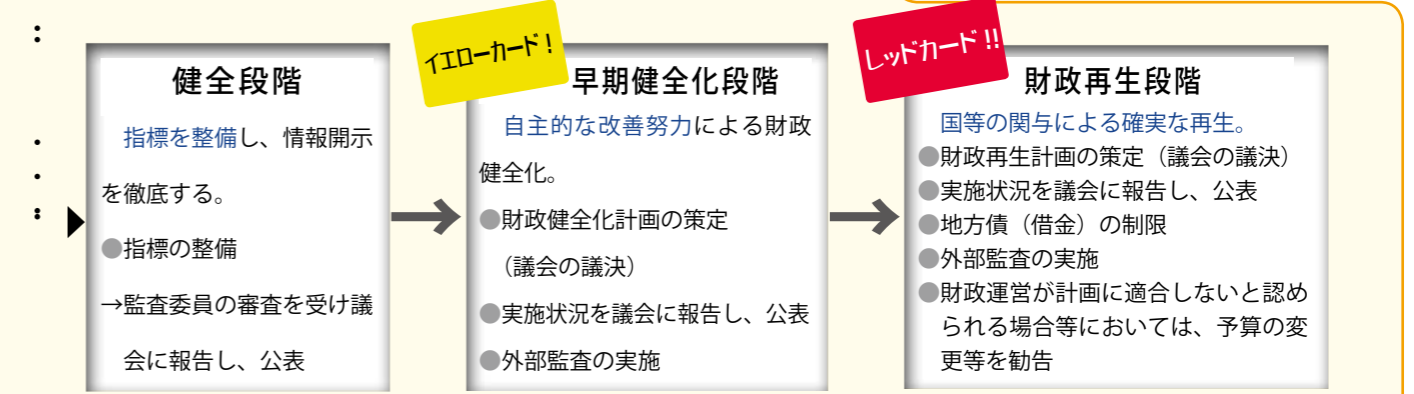 健全段階
指標を整備し、情報開示
を徹底する。
●指標の整備
→監査委員の審査を受け議
会に報告し、公表
イエローカード！
早期健全化段階
自主的な改善努力による財政
健全化。
●財政健全化計画の策定
（議会の議決）
●実施状況を議会に報告し、公表
●外部監査の実施
レッドカード!!
財政再生段階
国等の関与による確実な再生。
●財政再生計画の策定（議会の議決）
●実施状況を議会に報告し、公表
●地方債（借金）の制限
●外部監査の実施
●財政運営が計画に適合しないと認め
られる場合等においては、予算の変
更等を勧告